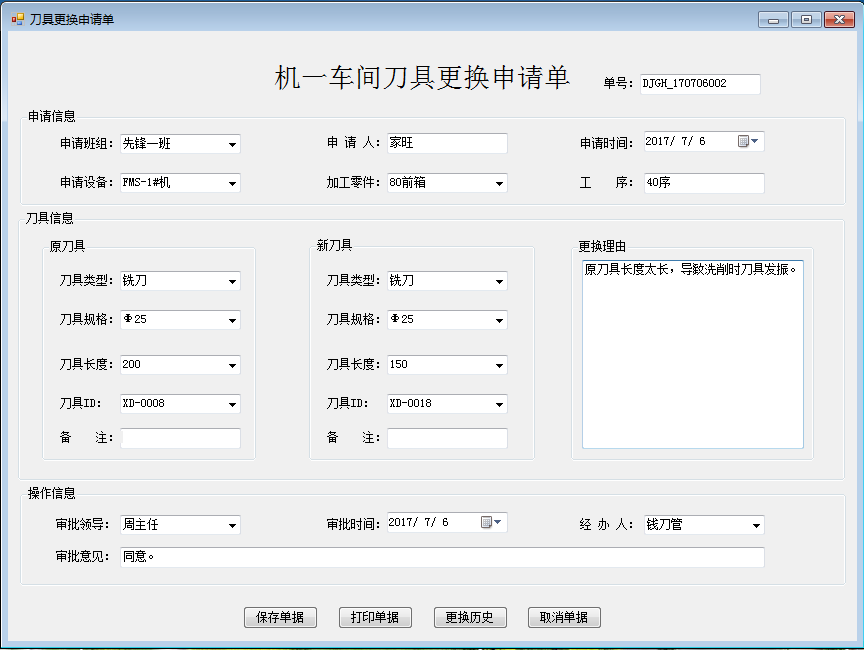 刀具更换申请单
机一车间刀具更换申请单 单号: DJGH_170706002
申请信息
申请班组: 先锋一班 申 请 人: 家旺 申请时间: 2017/ 7/ 6
申请设备: FMS-1#机 加工零件: 80前箱 工 序: 40序
刀具信息
原刀具 新刀具 更换理由
刀具类型: 铣刀 刀具类型: 铣刀 原刀具长度太长，导致洗削时刀具发振。
刀具规格: Φ25 刀具规格: Φ25
刀具长度: 200 刀具长度: 150
刀具ID: XD-0008 刀具ID: XD-0018
备 注: 备 注:
操作信息
审批领导: 周主任 审批时间: 2017/ 7/ 6 经 办 人: 钱刀管
审批意见: 同意。
保存单据 打印单据 更换历史 取消单据